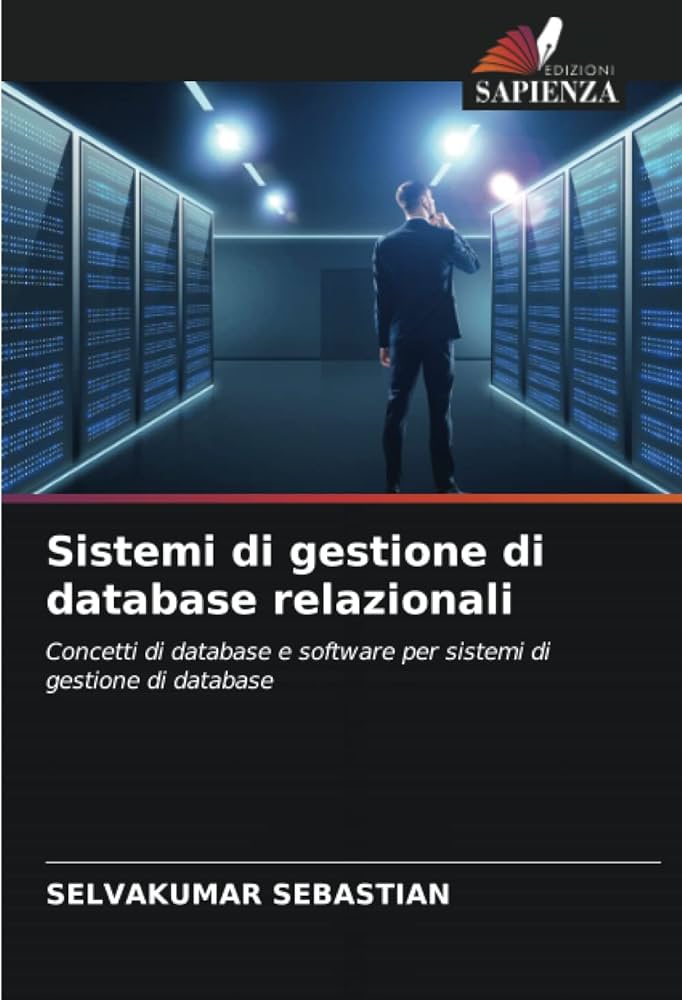 EDIZIONI
SAPIENZA
Sistemi di gestione di
database relazionali
Concetti di database e software per sistemi di
gestione di database
SELVAKUMAR SEBASTIAN